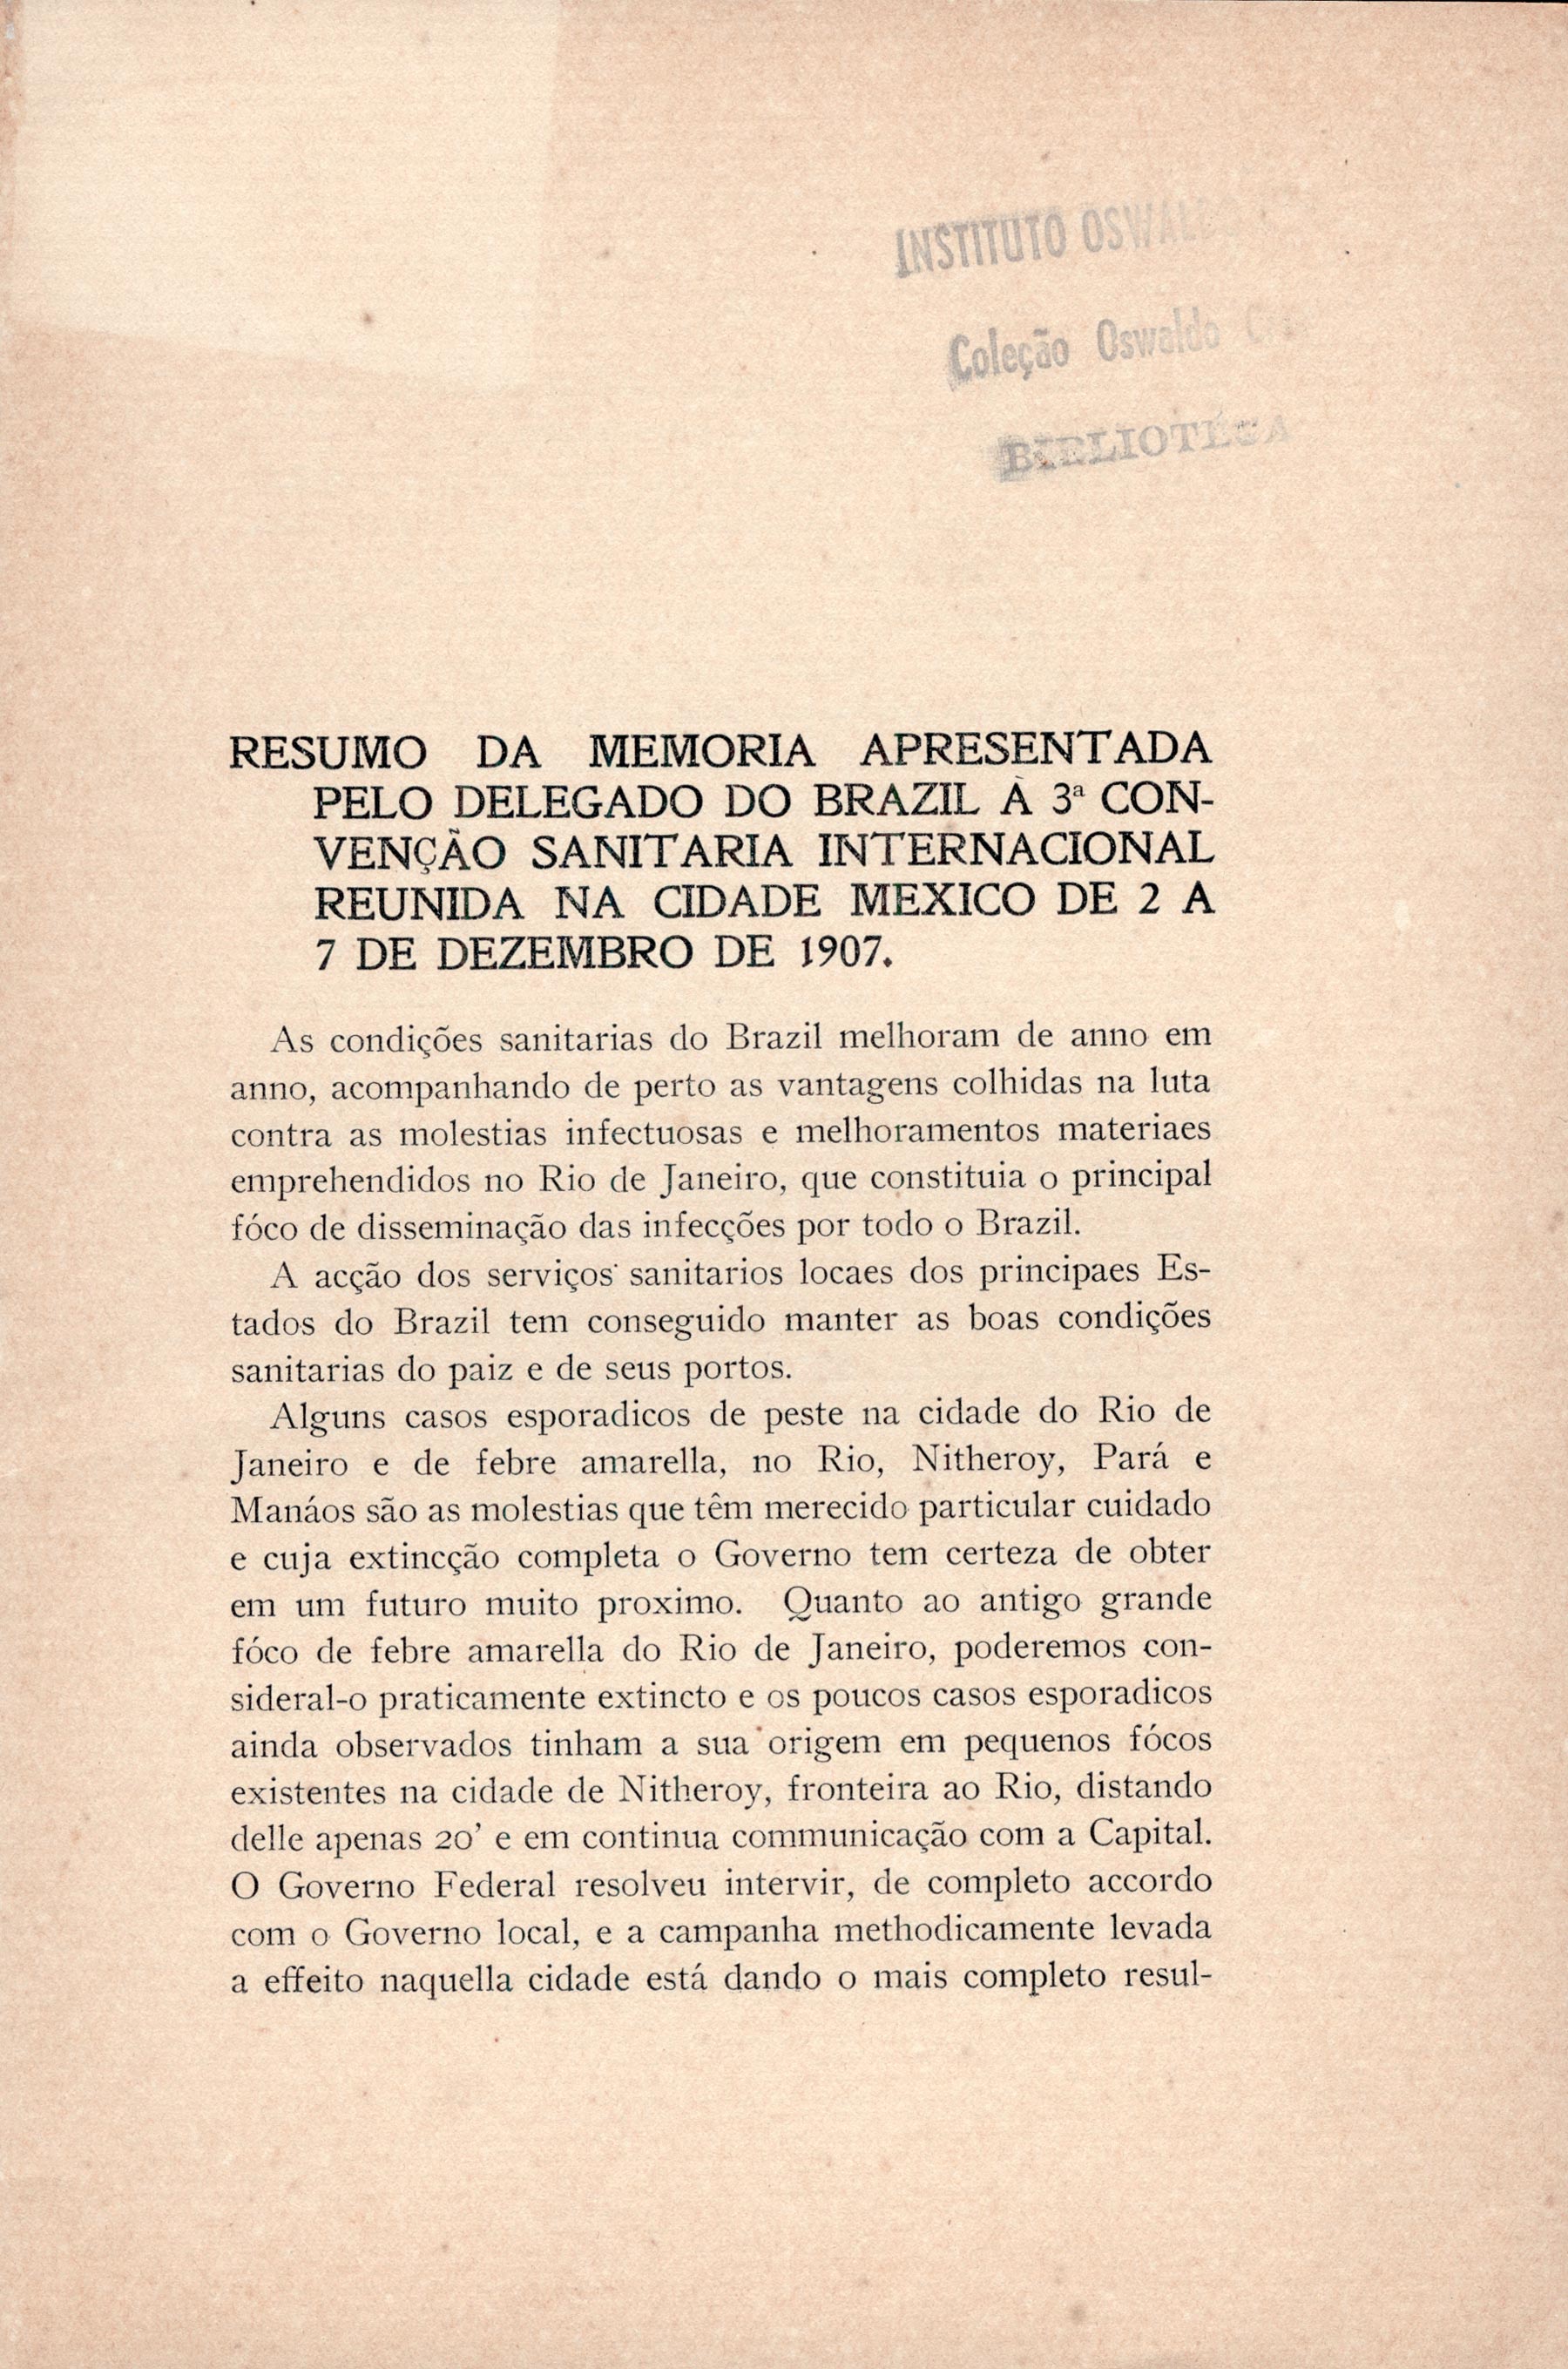 INSTITUTO
Coleção Oswaldo
BIBLIOTÉCA
RESUMO DA MEMORIA APRESENTADA
PELO DELEGADO DO BRAZIL Á 3ª CON-
VENÇÃO SANITARIA INTERNACIONAL
REUNIDA NA CIDADE MEXICO DE 2 A
7 DE DEZEMBRO DE 1907.
As condições sanitarias do Brazil melhoram de anno em
anno, acompanhando de perto as vantagens colhidas na luta
contra as molestias infectuosas e melhoramentos materiaes
emprehendidos no Rio de Janeiro, que constituia o principal
fóco de disseminação das infecções por todo o Brazil.
A acção dos serviços sanitarios locaes dos principaes Es-
tados do Brazil tem conseguido manter as boas condições
sanitarias do paiz e de seus portos.
Alguns casos esporadicos de peste na cidade do Rio de
Janeiro e de febre amarella, no Rio, Nitheroy, Pará e
Manáos são as molestias que têm merecido particular cuidado
e cuja extincção completa o Governo tem certeza de obter
em um futuro muito proximo. Quanto ao antigo grande
fóco de febre amarella do Rio de Janeiro, poderemos con-
sideral-o praticamente extincto e os poucos casos esporadicos
ainda observados tinham a sua origem em pequenos fócos
existentes na cidade de Nitheroy, fronteira ao Rio, distando
delle apenas 20’ e em continua communicação com a Capital.
O Governo Federal resolveu intervir, de completo accordo
com o Governo local, e a campanha methodicamente levada
a effeito naquella cidade está dando o mais completo resul-